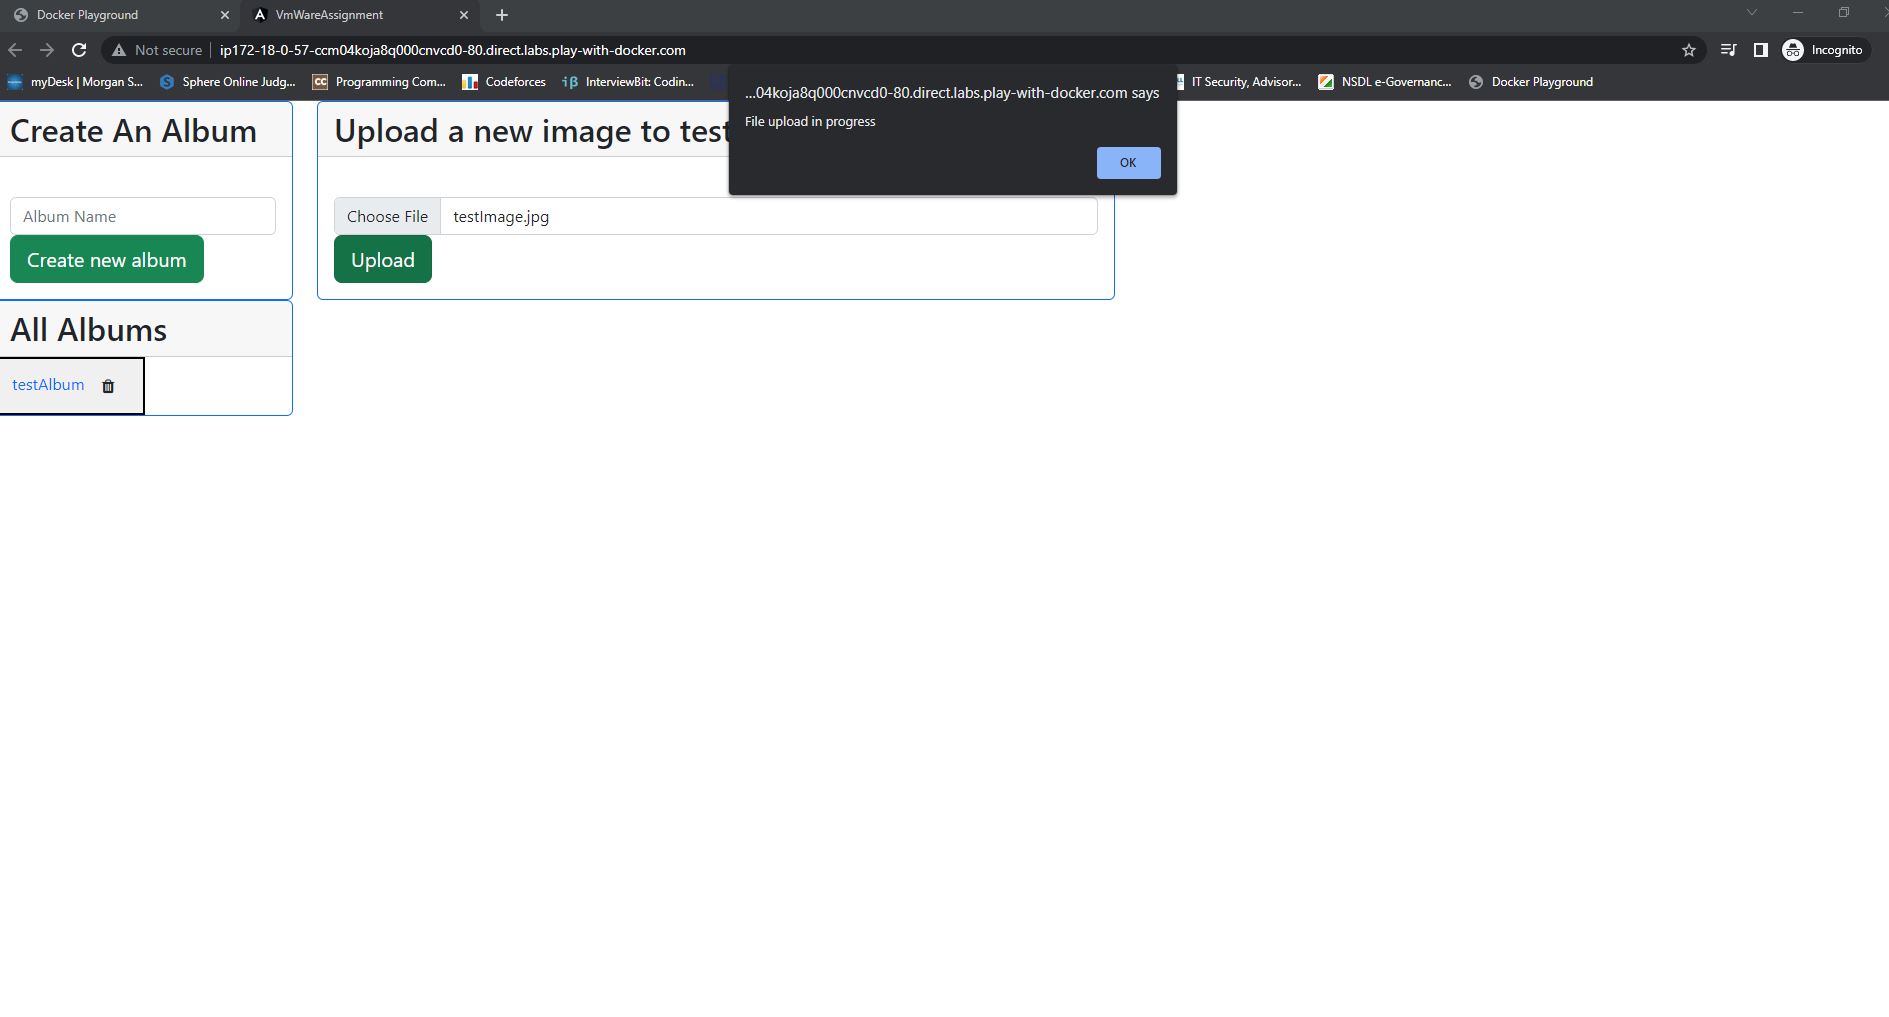 Docker Playground
VmWareAssignment
Not secure
ip172-18-0-57-ccm04koja8q000cnvcd0-80.direct.labs.play-with-docker.com
Incognito
myDesk | Morgan S...
Sphere Online Judg...
CC
Programming Com...
Codeforces
iβ
InterviewBit: Codin...
IT Security, Advisor...
NSDL e-Governanc...
Docker Playground
...04koja8q000cnvcd0-80.direct.labs.play-with-docker.com says
File upload in progress
OK
Create An Album
Album Name
Create new album
Upload a new image to test
Choose File
testImage.jpg
Upload
All Albums
testAlbum